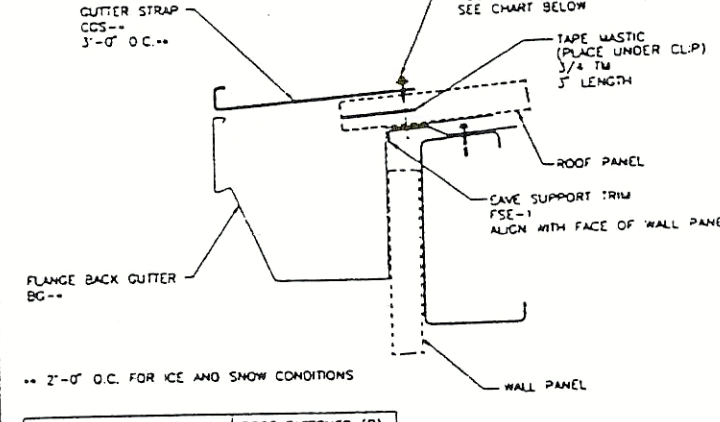 GUTTER STRAP
CGS--
3'-0" O.C.**
SEE CHART BELOW
TAPE MASTIC
(PLACE UNDER CLIP)
3/4 TM
5" LENGTH
ROOF PANEL
EAVE SUPPORT TRIM
FSE-1
ALIGN WITH FACE OF WALL PANE
FLANGE BACK GUTTER
BG--
** 2'-0" O.C. FOR ICE AND SNOW CONDITIONS
WALL PANEL